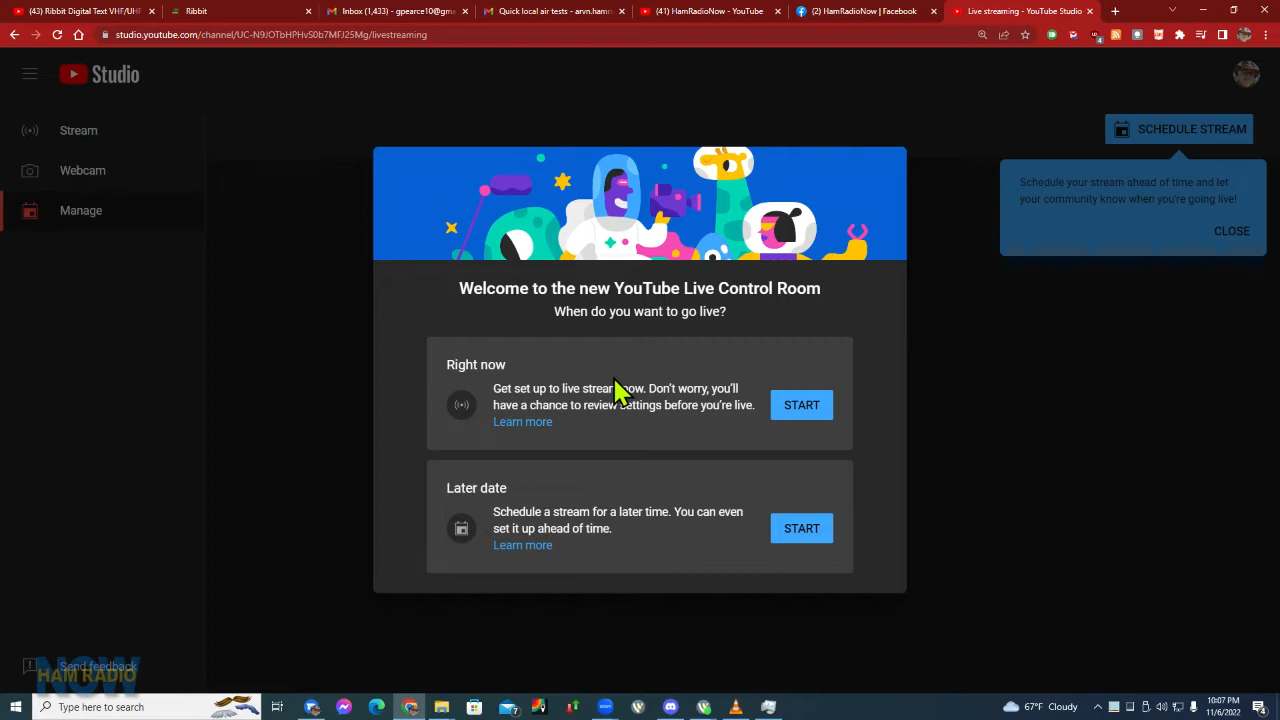 (43) Ribbit Digital Text VHF/UHF
Ribbit
Inbox (1,433) - gpearce10@gma
Quick local air tests - arvn.hamra
(41) HamRadioNow - YouTube
(2) HamRadioNow | Facebook
Live streaming - YouTube Studio
studio.youtube.com/channel/UC-N9JOTbHPHvS0b7MFJ25Mg/livestreaming
Studio
Stream
Webcam
Manage
SCHEDULE STREAM
Schedule your stream ahead of time and let
your community know when you're going live!
CLOSE
Welcome to the new YouTube Live Control Room
When do you want to go live?
Right now
Get set up to live stream now. Don't worry, you'll
have a chance to review settings before you're live.
Learn more
START
Later date
Schedule a stream for a later time. You can even
set it up ahead of time.
Learn more
START
Send feedback
NOW
HAM RADIO
Type here to search
zoom
7
67°F Cloudy
10:07 PM
11/6/2022
4